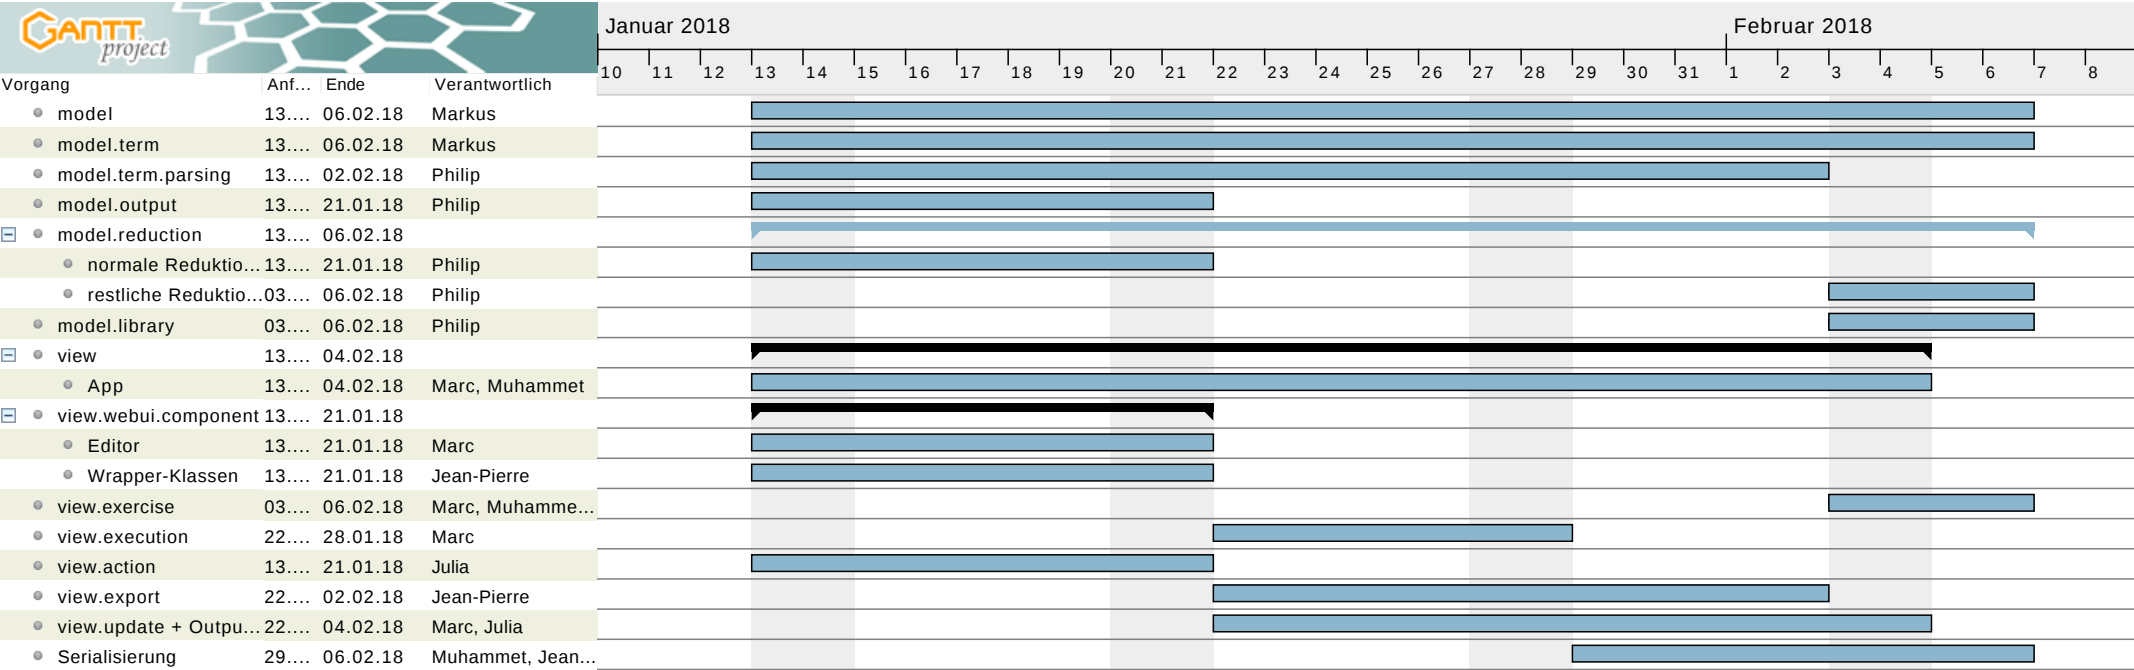 GANTT project
Januar 2018 Februar 2018
10 11 12 13 14 15 16 17 18 19 20 21 22 23 24 25 26 27 28 29 30 31 1 2 3 4 5 6 7 8
Vorgang Anf... Ende Verantwortlich
model 13.... 06.02.18 Markus
model.term 13.... 06.02.18 Markus
model.term.parsing 13.... 02.02.18 Philip
model.output 13.... 21.01.18 Philip
model.reduction 13.... 06.02.18
normale Reduktio... 13.... 21.01.18 Philip
restliche Reduktio... 03.... 06.02.18 Philip
model.library 03.... 06.02.18 Philip
view 13.... 04.02.18
App 13.... 04.02.18 Marc, Muhammet
view.webui.component 13.... 21.01.18
Editor 13.... 21.01.18 Marc
Wrapper-Klassen 13.... 21.01.18 Jean-Pierre
view.exercise 03.... 06.02.18 Marc, Muhamme...
view.execution 22.... 28.01.18 Marc
view.action 13.... 21.01.18 Julia
view.export 22.... 02.02.18 Jean-Pierre
view.update + Outpu... 22.... 04.02.18 Marc, Julia
Serialisierung 29.... 06.02.18 Muhammet, Jean...